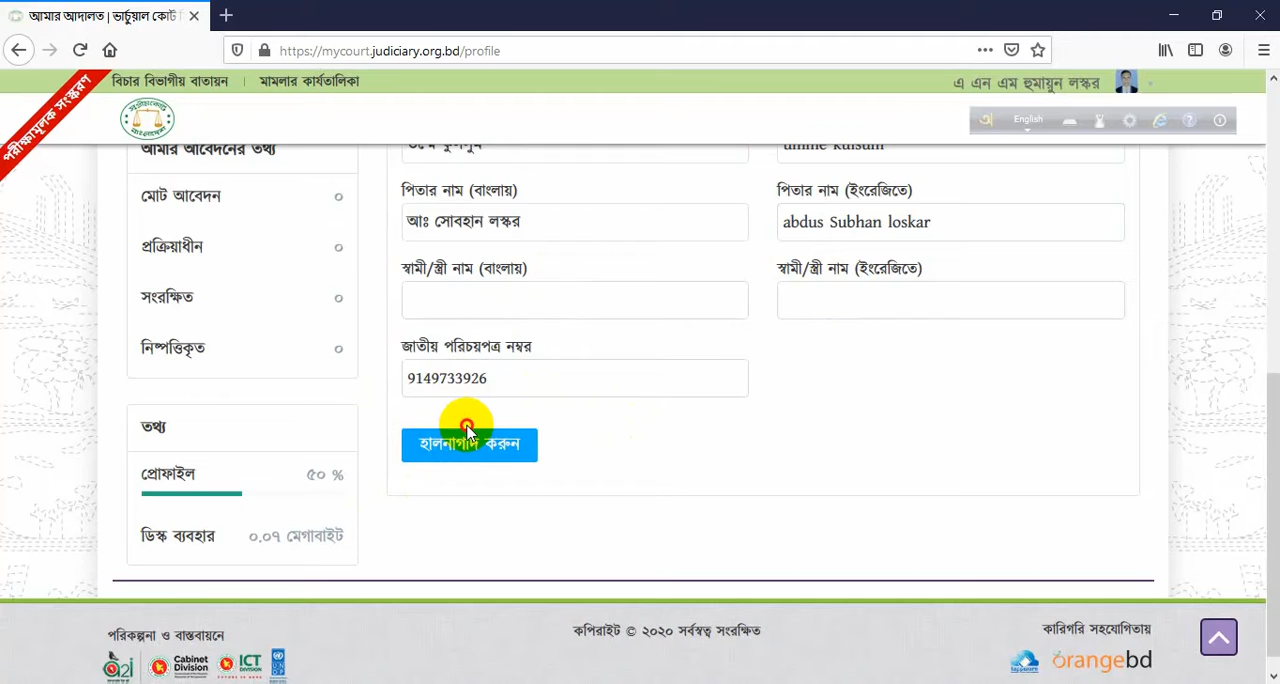 আমার আদালত | ভার্চুয়াল কোর্ট
https://mycourt.judiciary.org.bd/profile
পরীক্ষামূলক সংস্করণ
বিচার বিভাগীয় বাতায়ন | মামলার কার্যতালিকা
এ এন এম হুমায়ুন লস্কর
English
আমার আবেদনের তথ্য
মোট আবেদন ০
প্রক্রিয়াধীন ০
সংরক্ষিত ০
নিষ্পত্তিকৃত ০
তথ্য
প্রোফাইল ৫০ %
ডিস্ক ব্যবহার ০.০৭ মেগাবাইট
umme kulsum
পিতার নাম (বাংলায়) পিতার নাম (ইংরেজিতে)
আঃ সোবহান লস্কর abdus Subhan loskar
স্বামী/স্ত্রী নাম (বাংলায়) স্বামী/স্ত্রী নাম (ইংরেজিতে)
জাতীয় পরিচয়পত্র নম্বর
9149733926
হালনাগাদ করুন
পরিকল্পনা ও বাস্তবায়নে
a2i Cabinet Division ICT DIVISION
কপিরাইট © ২০২০ সর্বস্বত্ব সংরক্ষিত
কারিগরি সহযোগিতায়
orangebd